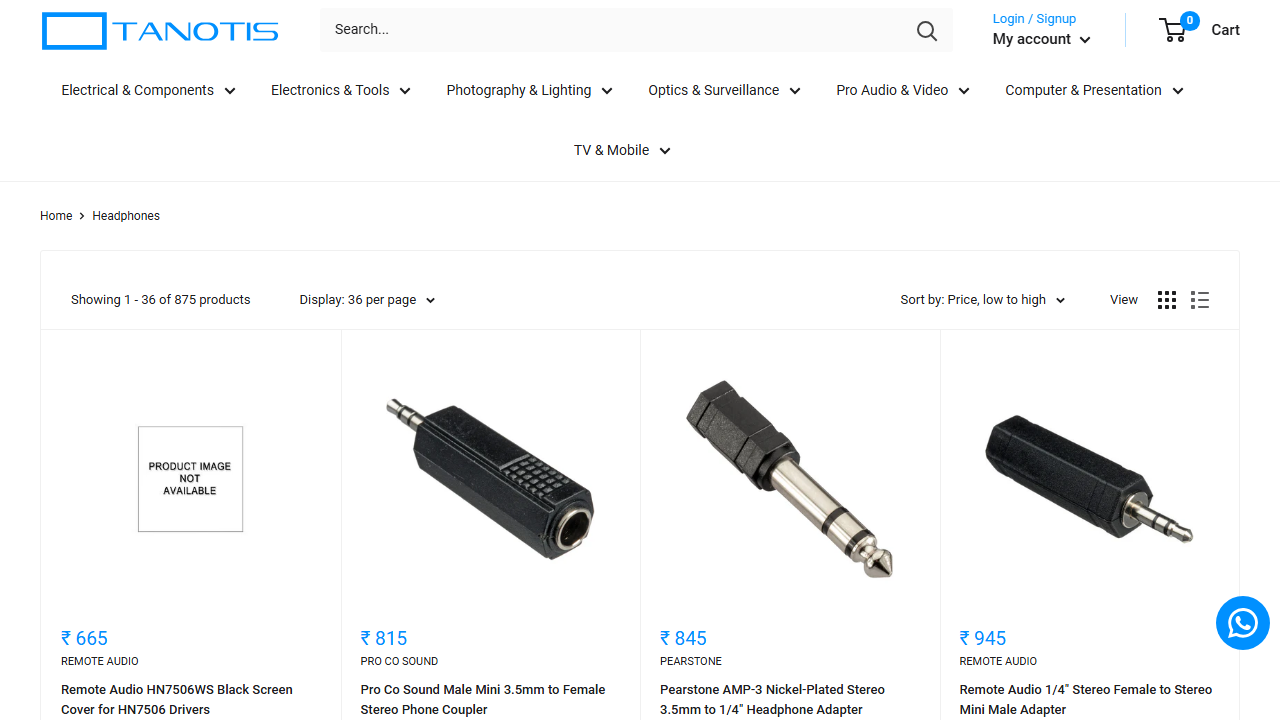 TANOTIS
Search...
Login / Signup
My account
0
Cart
Electrical & Components
Electronics & Tools
Photography & Lighting
Optics & Surveillance
Pro Audio & Video
Computer & Presentation
TV & Mobile
Home
Headphones
Showing 1 - 36 of 875 products
Display: 36 per page
Sort by: Price, low to high
View
PRODUCT IMAGE
NOT
AVAILABLE
₹ 665
REMOTE AUDIO
Remote Audio HN7506WS Black Screen
Cover for HN7506 Drivers
₹ 815
PRO CO SOUND
Pro Co Sound Male Mini 3.5mm to Female
Stereo Phone Coupler
₹ 845
PEARSTONE
Pearstone AMP-3 Nickel-Plated Stereo
3.5mm to 1/4" Headphone Adapter
₹ 945
REMOTE AUDIO
Remote Audio 1/4" Stereo Female to Stereo
Mini Male Adapter